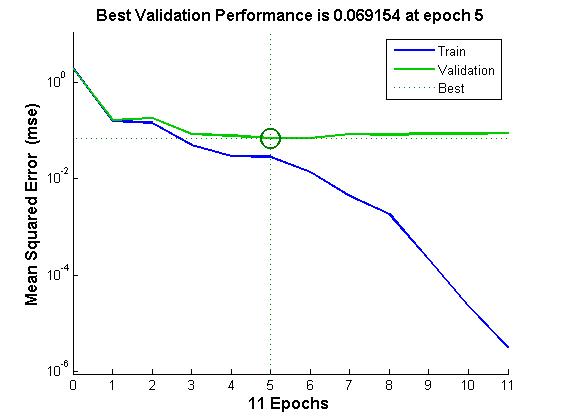 Best Validation Performance is 0.069154 at epoch 5
Train
Validation
Best
Mean Squared Error (mse)
10^0
10^-2
10^-4
10^-6
0 1 2 3 4 5 6 7 8 9 10 11
11 Epochs